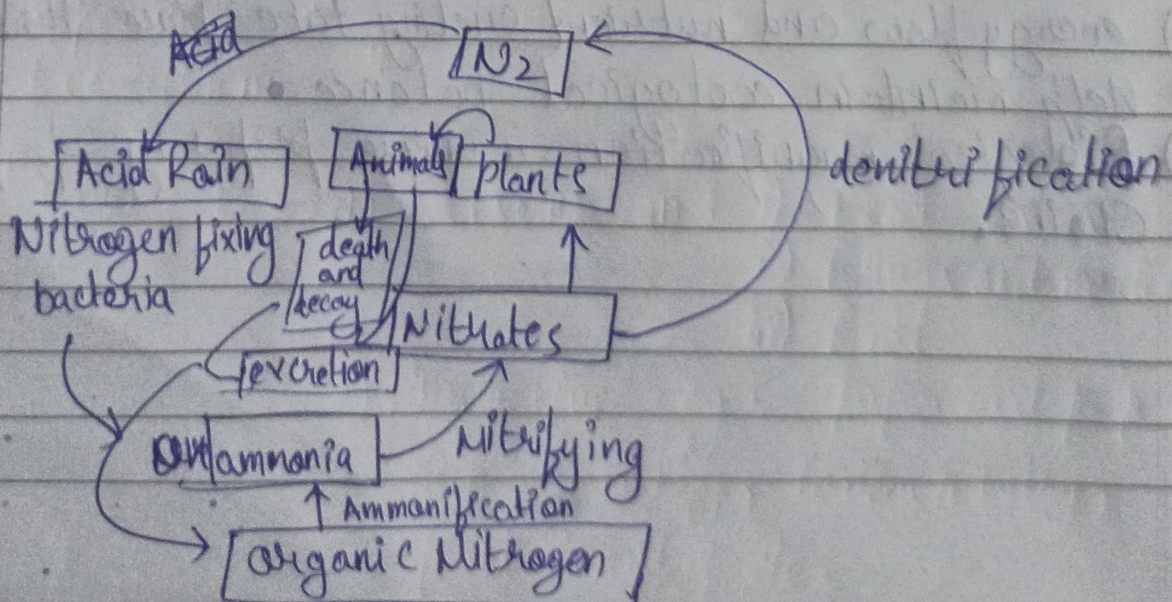 Acid
N2
Acid Rain
Animals
plants
denitrification
Nitrogen fixing
bacteria
death
and
decay
Nitrates
excretion
ammonia
Nitrifying
Ammonification
Organic Nitrogen